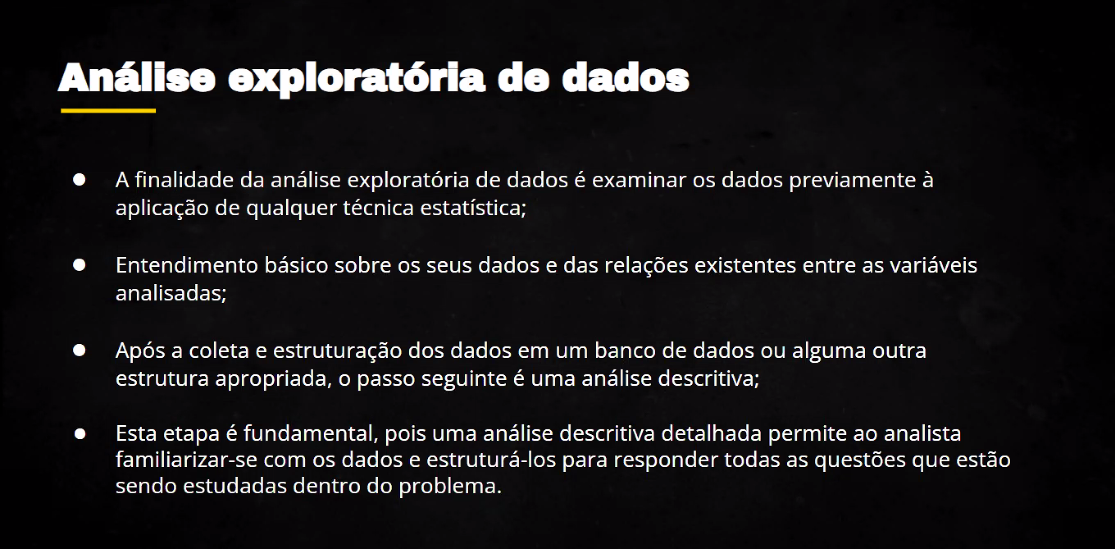 Análise exploratória de dados
● A finalidade da análise exploratória de dados é examinar os dados previamente à
aplicação de qualquer técnica estatística;
● Entendimento básico sobre os seus dados e das relações existentes entre as variáveis
analisadas;
● Após a coleta e estruturação dos dados em um banco de dados ou alguma outra
estrutura apropriada, o passo seguinte é uma análise descritiva;
● Esta etapa é fundamental, pois uma análise descritiva detalhada permite ao analista
familiarizar-se com os dados e estruturá-los para responder todas as questões que estão
sendo estudadas dentro do problema.